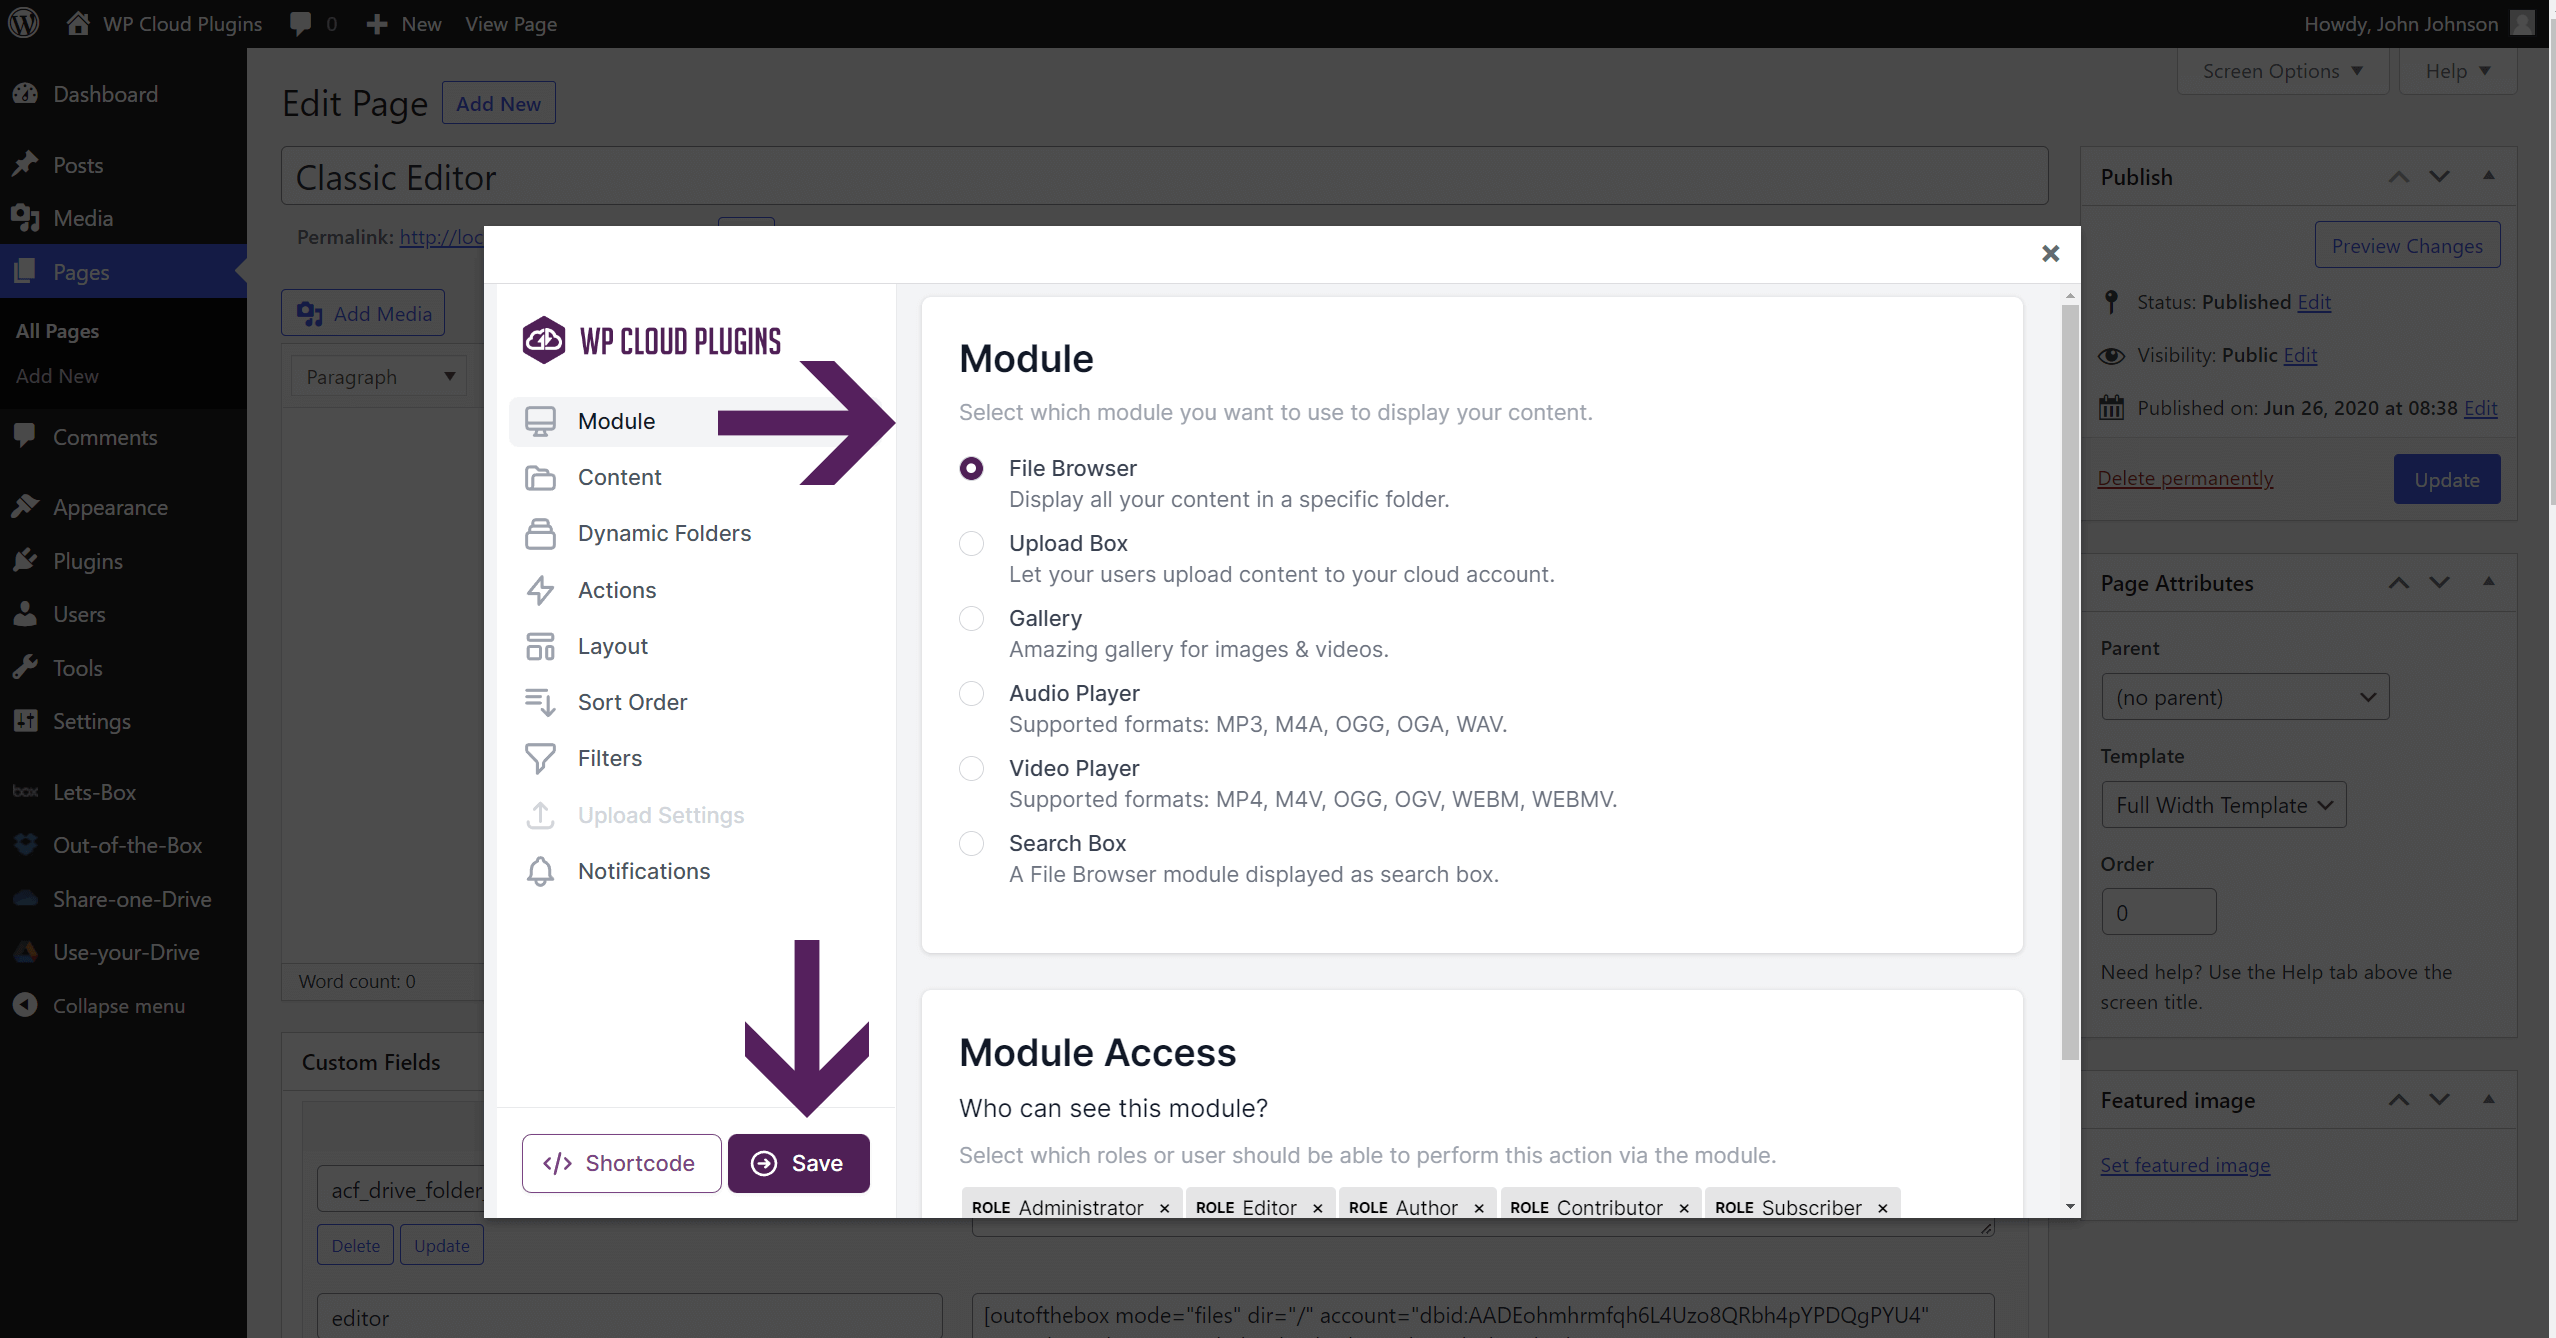 WP Cloud Plugins 0 New View Page Howdy, John Johnson
Screen Options Help
Dashboard
Posts
Media
Pages
All Pages
Add New
Comments
Appearance
Plugins
Users
Tools
Settings
Lets-Box
Out-of-the-Box
Share-one-Drive
Use-your-Drive
Collapse menu
Edit Page Add New
Classic Editor
Permalink: http://loc
Add Media
Paragraph
Word count: 0
Custom Fields
acf_drive_folder_
Delete Update
editor
[outofthebox mode="files" dir="/" account="dbid:AADEohmhrmfqh6L4Uzo8QRbh4pYPDQgPYU4"
WP CLOUD PLUGINS
Module
Content
Dynamic Folders
Actions
Layout
Sort Order
Filters
Upload Settings
Notifications
</> Shortcode Save
Module
Select which module you want to use to display your content.
File Browser
Display all your content in a specific folder.
Upload Box
Let your users upload content to your cloud account.
Gallery
Amazing gallery for images & videos.
Audio Player
Supported formats: MP3, M4A, OGG, OGA, WAV.
Video Player
Supported formats: MP4, M4V, OGG, OGV, WEBM, WEBMV.
Search Box
A File Browser module displayed as search box.
Module Access
Who can see this module?
Select which roles or user should be able to perform this action via the module.
ROLE Administrator × ROLE Editor × ROLE Author × ROLE Contributor × ROLE Subscriber ×
Publish
Preview Changes
Status: Published Edit
Visibility: Public Edit
Published on: Jun 26, 2020 at 08:38 Edit
Delete permanently Update
Page Attributes
Parent
(no parent)
Template
Full Width Template
Order
0
Need help? Use the Help tab above the
screen title.
Featured image
Set featured image